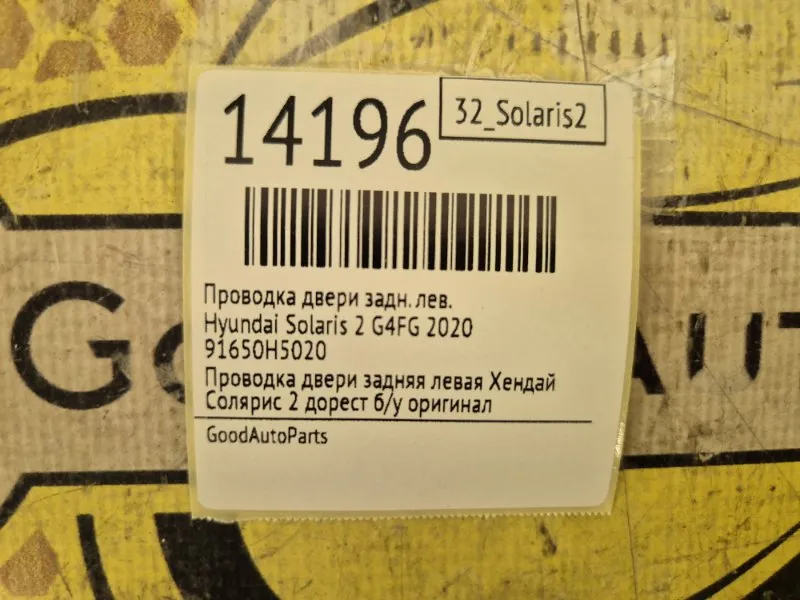 14196
32_Solaris2
Проводка двери задн. лев.
Hyundai Solaris 2 G4FG 2020
91650H5020
Проводка двери задняя левая Хендай
Солярис 2 дорест б/у оригинал
GoodAutoParts